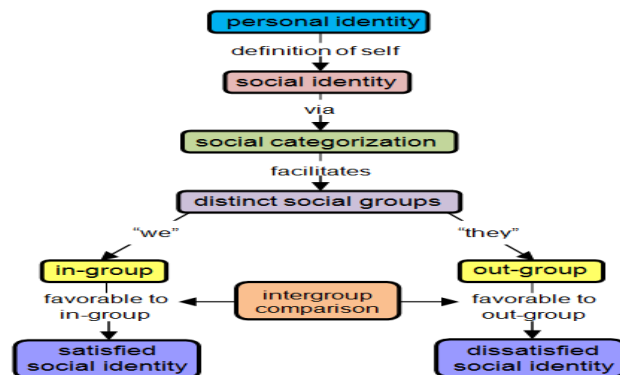 personal identity
definition of self
social identity
via
social categorization
facilitates
distinct social groups
“we”
“they”
in-group
out-group
favorable to
in-group
intergroup
comparison
favorable to
out-group
satisfied
social identity
dissatisfied
social identity